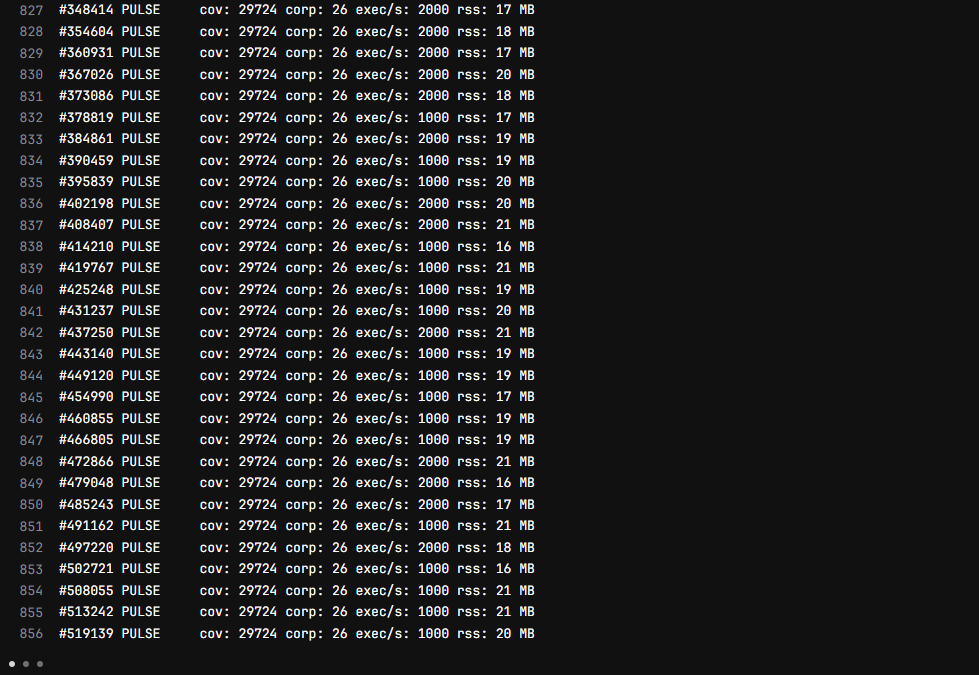 827 #348414 PULSE cov: 29724 corp: 26 exec/s: 2000 rss: 17 MB
828 #354604 PULSE cov: 29724 corp: 26 exec/s: 2000 rss: 18 MB
829 #360931 PULSE cov: 29724 corp: 26 exec/s: 2000 rss: 17 MB
830 #367026 PULSE cov: 29724 corp: 26 exec/s: 2000 rss: 20 MB
831 #373086 PULSE cov: 29724 corp: 26 exec/s: 2000 rss: 18 MB
832 #378819 PULSE cov: 29724 corp: 26 exec/s: 1000 rss: 17 MB
833 #384861 PULSE cov: 29724 corp: 26 exec/s: 2000 rss: 19 MB
834 #390459 PULSE cov: 29724 corp: 26 exec/s: 1000 rss: 19 MB
835 #395839 PULSE cov: 29724 corp: 26 exec/s: 1000 rss: 20 MB
836 #402198 PULSE cov: 29724 corp: 26 exec/s: 2000 rss: 20 MB
837 #408407 PULSE cov: 29724 corp: 26 exec/s: 2000 rss: 21 MB
838 #414210 PULSE cov: 29724 corp: 26 exec/s: 1000 rss: 16 MB
839 #419767 PULSE cov: 29724 corp: 26 exec/s: 1000 rss: 21 MB
840 #425248 PULSE cov: 29724 corp: 26 exec/s: 1000 rss: 19 MB
841 #431237 PULSE cov: 29724 corp: 26 exec/s: 1000 rss: 20 MB
842 #437250 PULSE cov: 29724 corp: 26 exec/s: 2000 rss: 21 MB
843 #443140 PULSE cov: 29724 corp: 26 exec/s: 1000 rss: 19 MB
844 #449120 PULSE cov: 29724 corp: 26 exec/s: 1000 rss: 19 MB
845 #454990 PULSE cov: 29724 corp: 26 exec/s: 1000 rss: 17 MB
846 #460855 PULSE cov: 29724 corp: 26 exec/s: 1000 rss: 19 MB
847 #466805 PULSE cov: 29724 corp: 26 exec/s: 1000 rss: 19 MB
848 #472866 PULSE cov: 29724 corp: 26 exec/s: 2000 rss: 21 MB
849 #479048 PULSE cov: 29724 corp: 26 exec/s: 2000 rss: 16 MB
850 #485243 PULSE cov: 29724 corp: 26 exec/s: 2000 rss: 17 MB
851 #491162 PULSE cov: 29724 corp: 26 exec/s: 1000 rss: 21 MB
852 #497220 PULSE cov: 29724 corp: 26 exec/s: 2000 rss: 18 MB
853 #502721 PULSE cov: 29724 corp: 26 exec/s: 1000 rss: 16 MB
854 #508055 PULSE cov: 29724 corp: 26 exec/s: 1000 rss: 21 MB
855 #513242 PULSE cov: 29724 corp: 26 exec/s: 1000 rss: 21 MB
856 #519139 PULSE cov: 29724 corp: 26 exec/s: 1000 rss: 20 MB